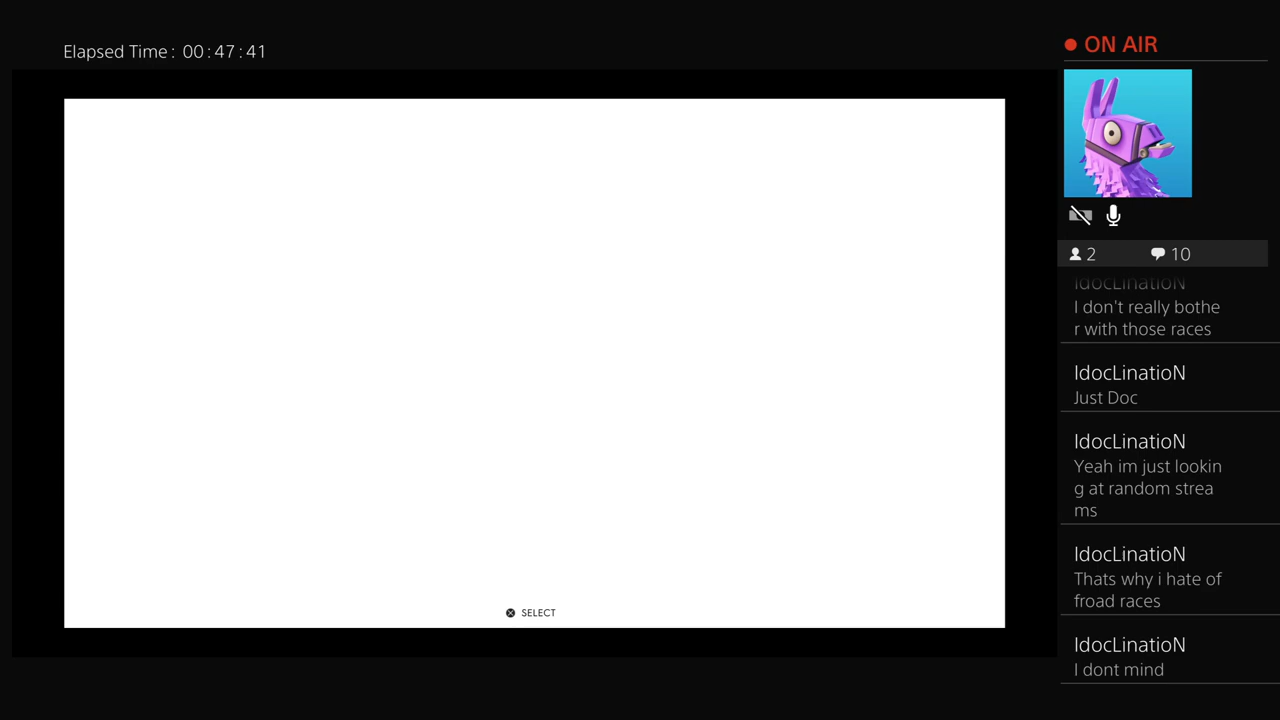 Elapsed Time : 00:47:41
ON AIR
2
10
IdocLinatioN
I don't really bothe
r with those races
IdocLinatioN
Just Doc
IdocLinatioN
Yeah im just lookin
g at random strea
ms
IdocLinatioN
Thats why i hate of
froad races
IdocLinatioN
I dont mind
SELECT